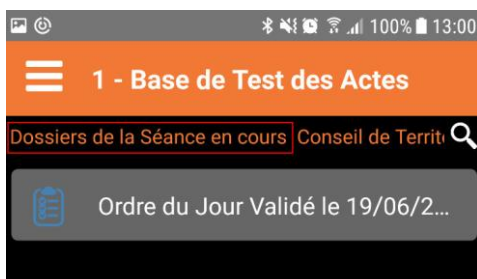 100% 13:00
1 - Base de Test des Actes
Dossiers de la Séance en cours Conseil de Territ
Ordre du Jour Validé le 19/06/2...